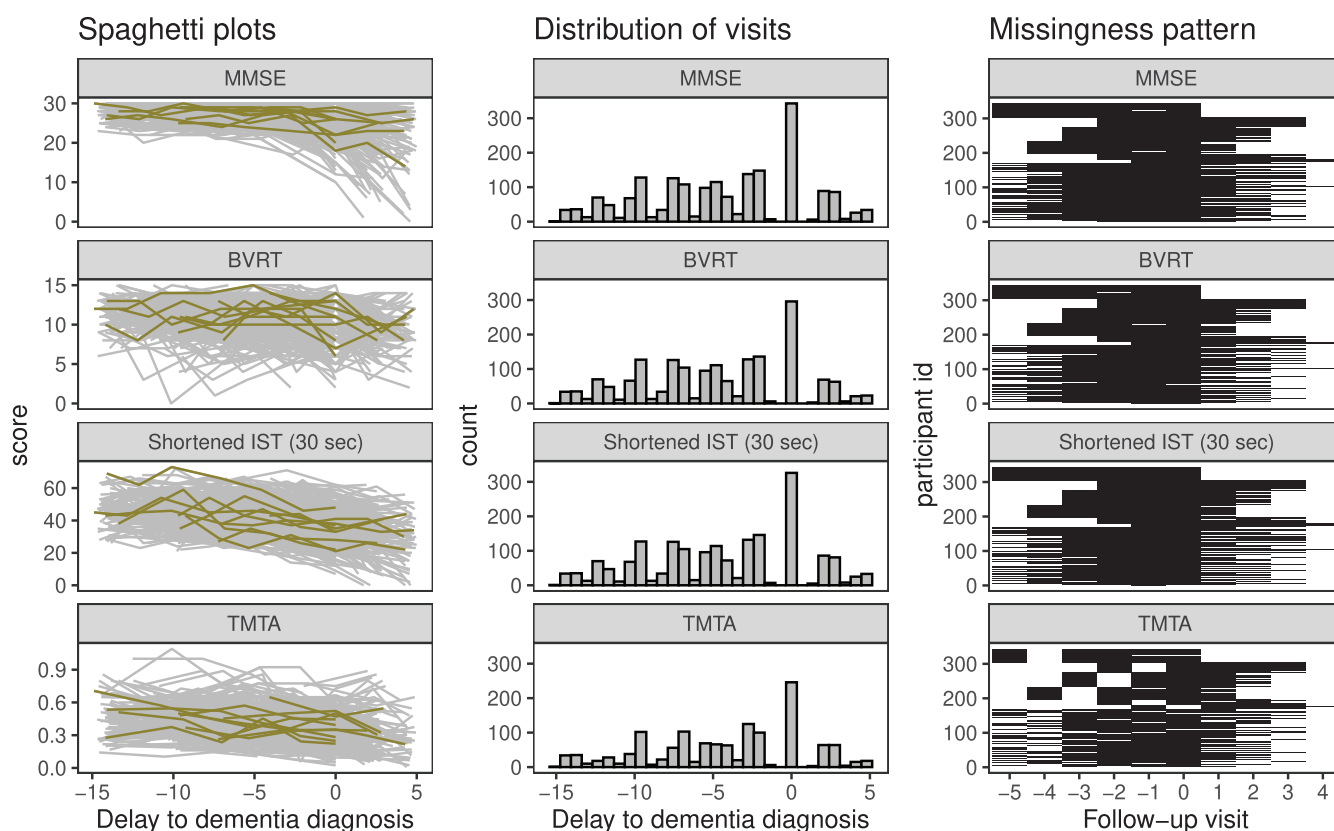 Spaghetti plots
Distribution of visits
Missingness pattern
MMSE
MMSE
MMSE
30
20
10
0
300
200
100
0
300
200
100
0
BVRT
BVRT
BVRT
15
10
5
0
300
200
100
0
300
200
100
0
score
count
participant id
Shortened IST (30 sec)
Shortened IST (30 sec)
Shortened IST (30 sec)
60
40
20
0
300
200
100
0
300
200
100
0
TMTA
TMTA
TMTA
0.9
0.6
0.3
0.0
300
200
100
0
300
200
100
0
−15 −10 −5 0 5
−15 −10 −5 0 5
−5 −4 −3 −2 −1 0 1 2 3 4
Delay to dementia diagnosis
Delay to dementia diagnosis
Follow−up visit